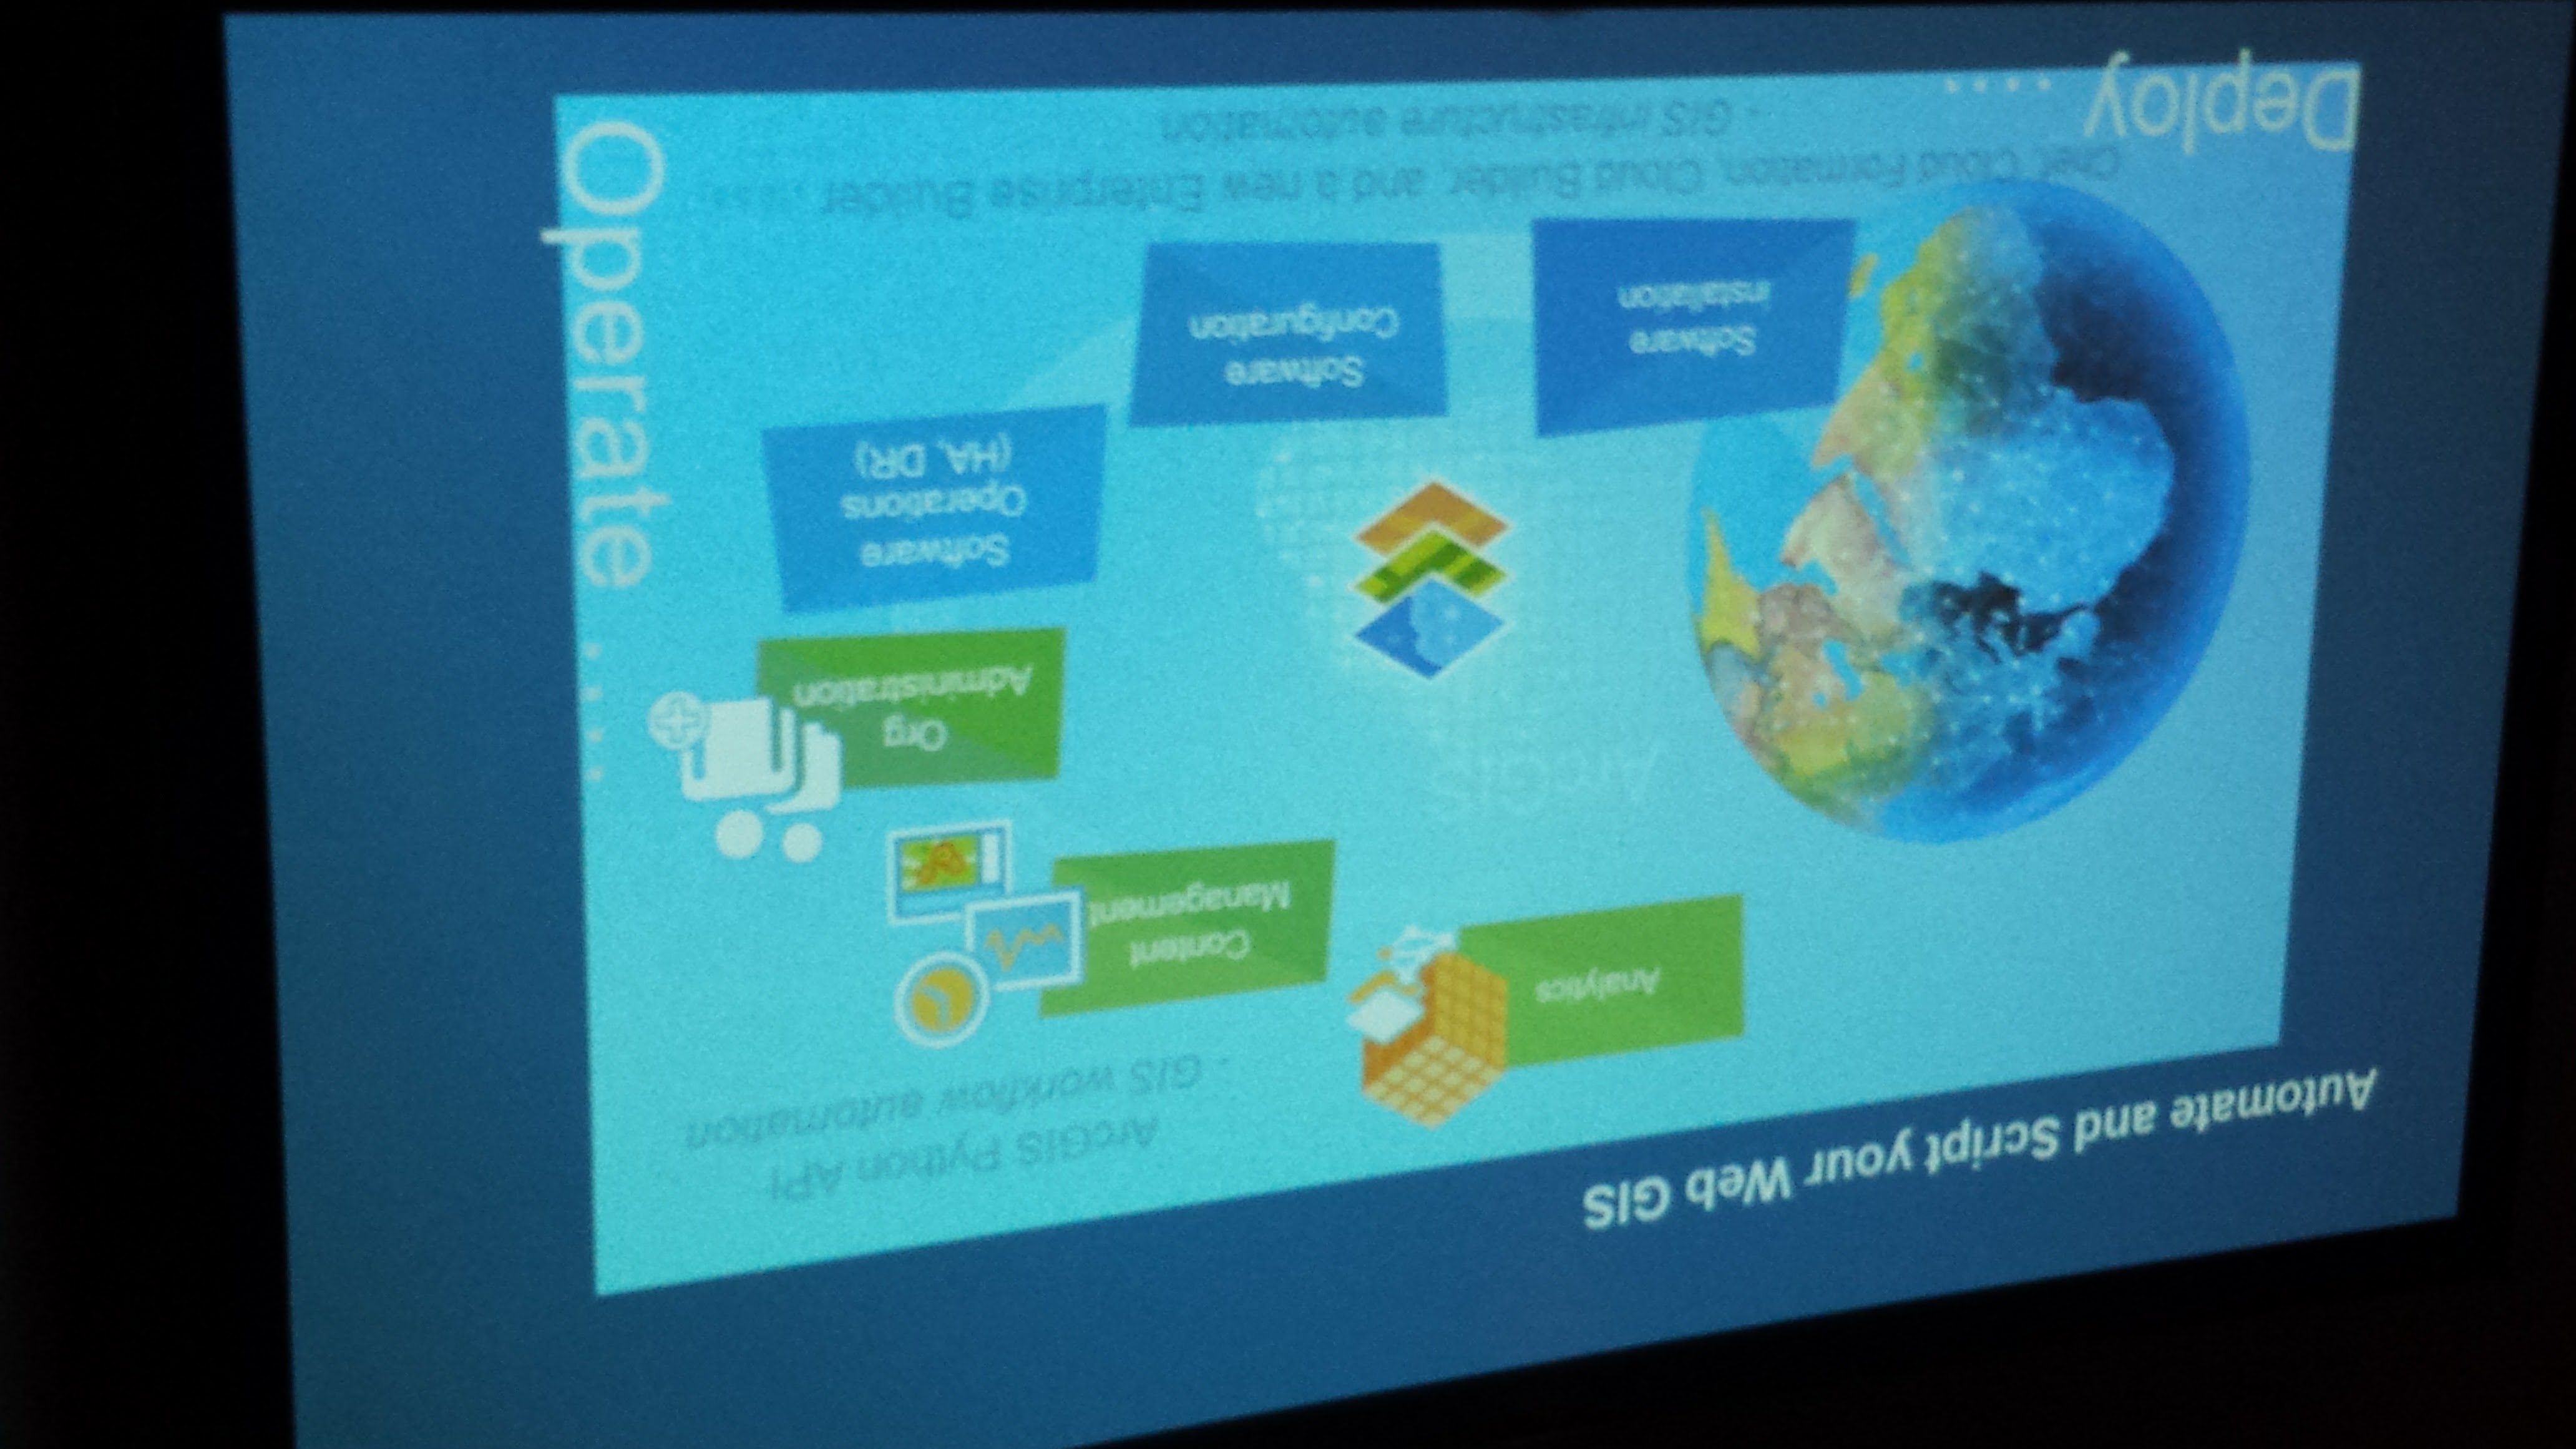 Automate and Script your Web GIS
ArcGIS Python API
- GIS workflow automation
Analytics
Content
Management
ArcGIS
Org
Administration
Software
Operations
(HA, DR)
Software
Configuration
Software
installation
Operate ....
Chef, Cloud Formation, Cloud Builder, and a new Enterprise Builder
- GIS infrastructure automation
Deploy ....